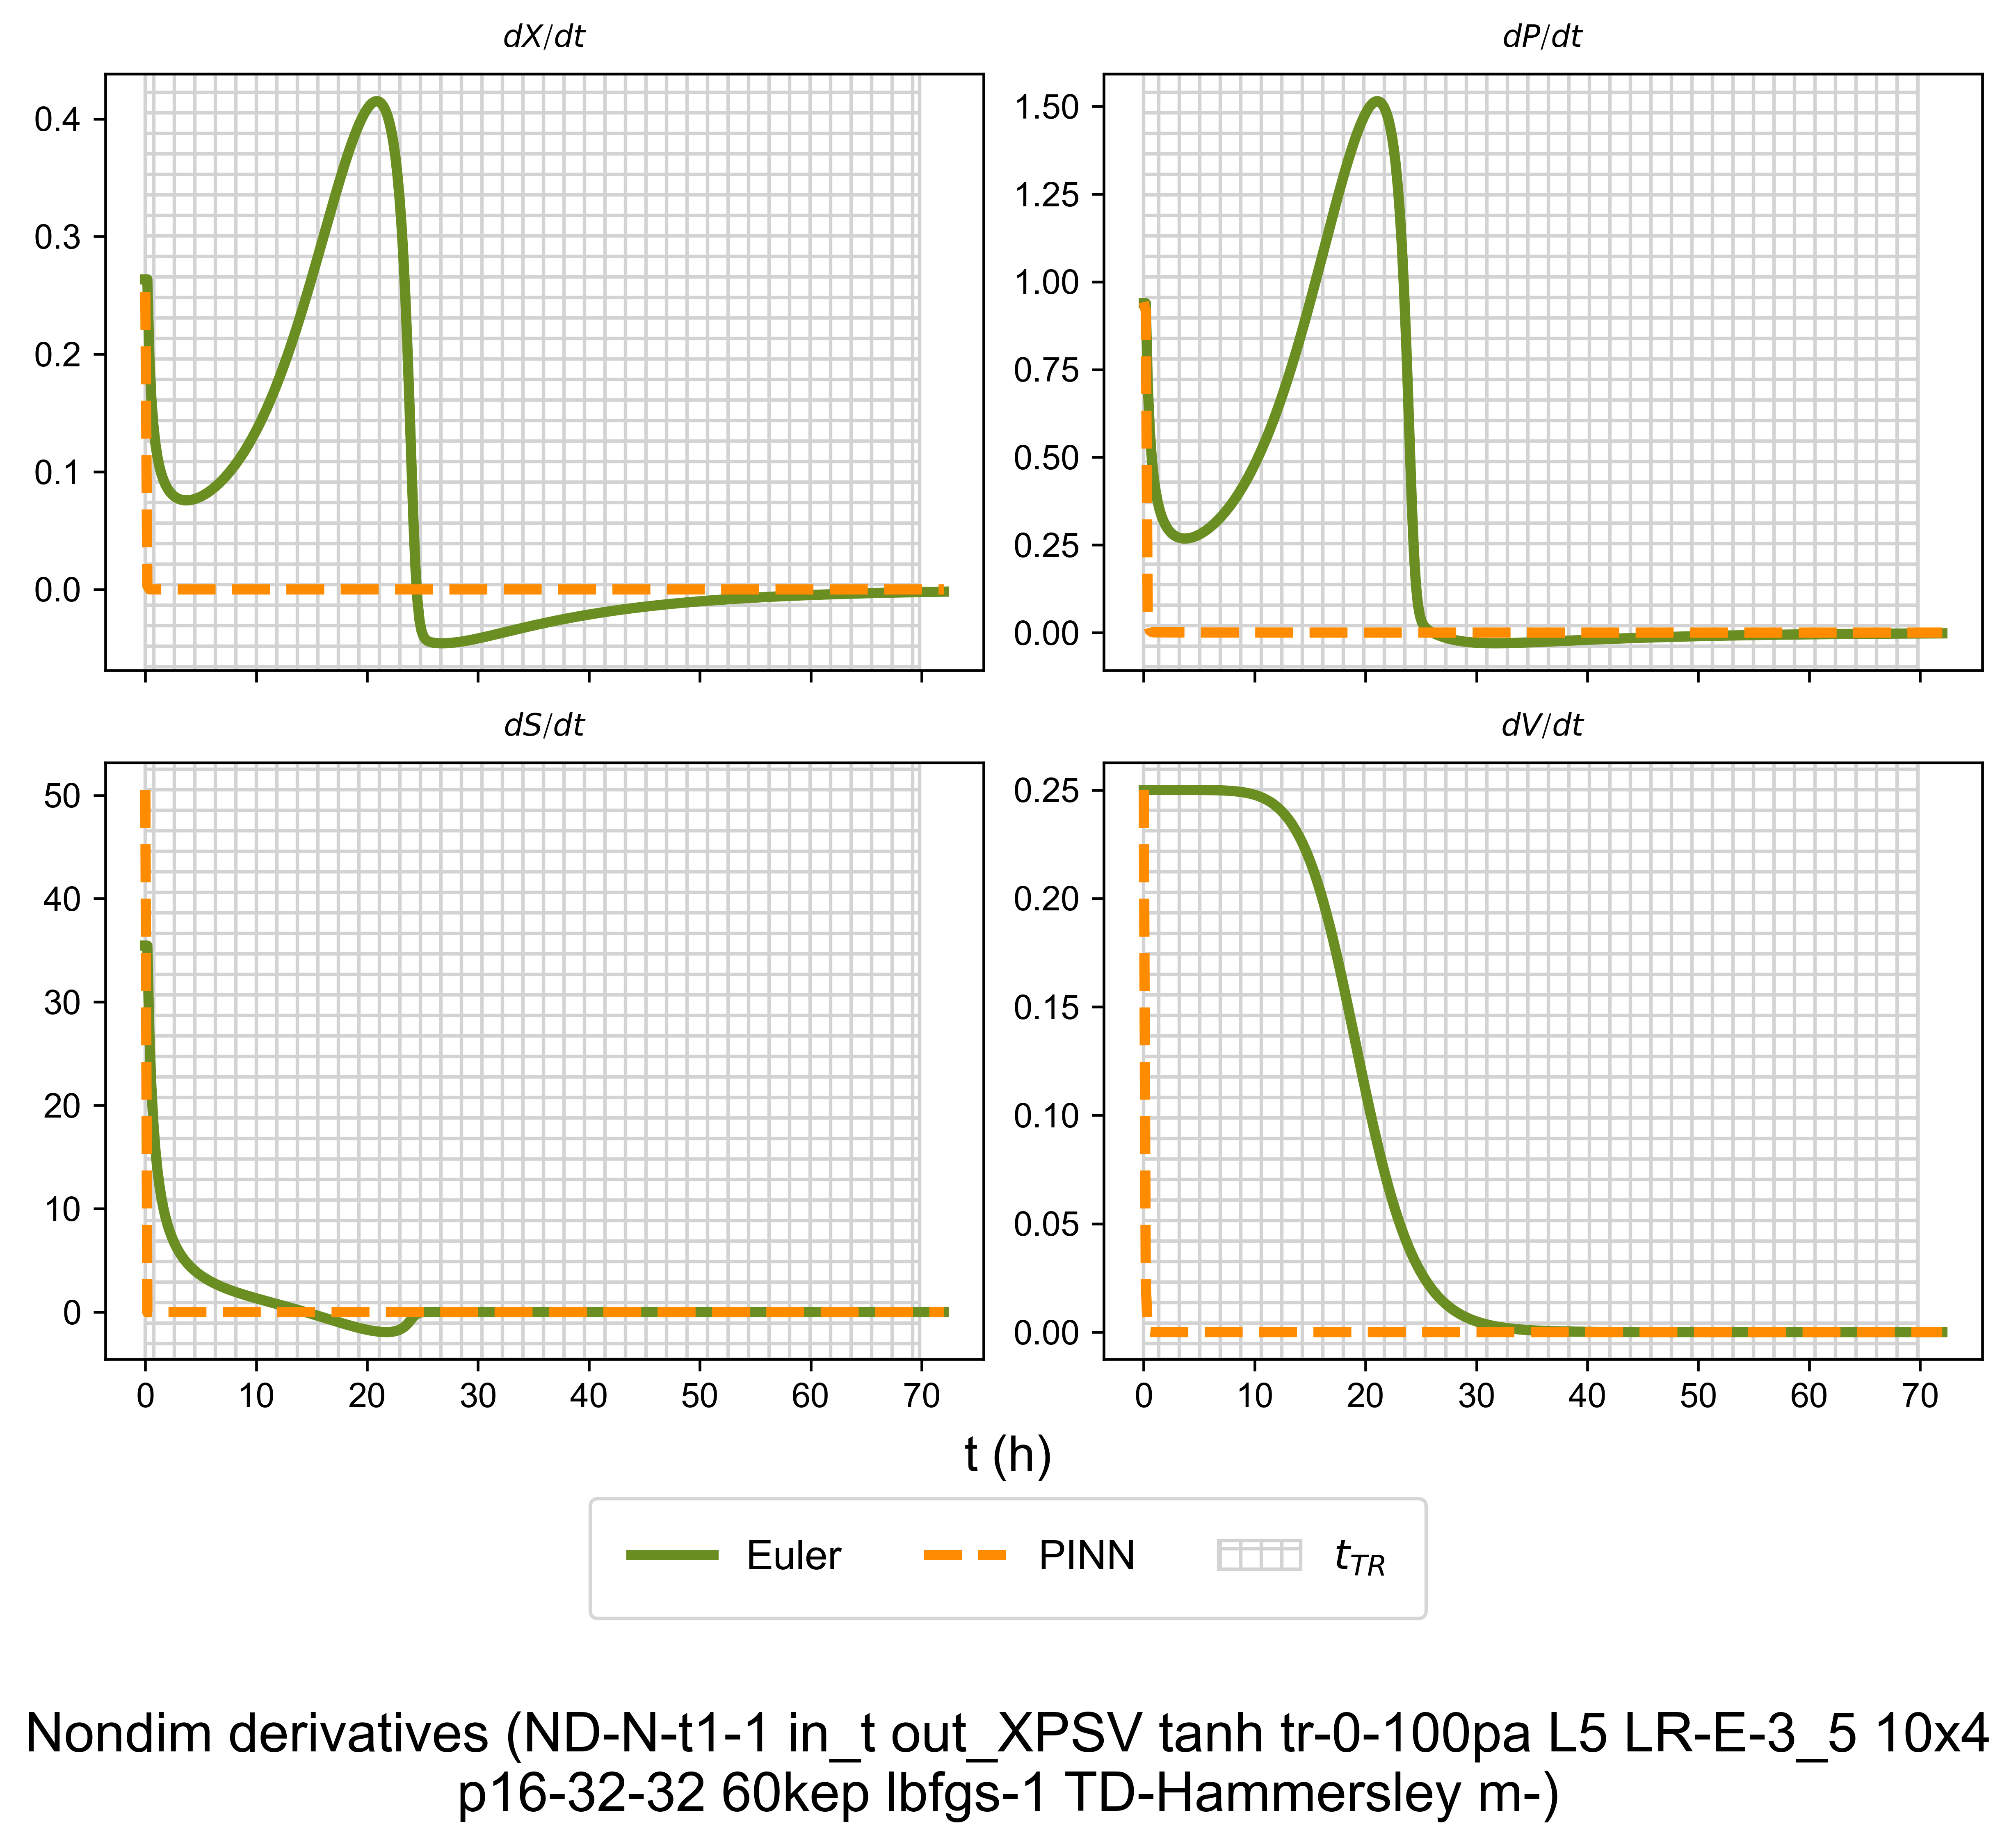 dX/dt
dP/dt
0.4
0.3
0.2
0.1
0.0
1.50
1.25
1.00
0.75
0.50
0.25
0.00
dS/dt
dV/dt
50
40
30
20
10
0
0 10 20 30 40 50 60 70
0.25
0.20
0.15
0.10
0.05
0.00
0 10 20 30 40 50 60 70
t (h)
Euler PINN t_TR
Nondim derivatives (ND-N-t1-1 in_t out_XPSV tanh tr-0-100pa L5 LR-E-3_5 10x4
p16-32-32 60kep lbfgs-1 TD-Hammersley m-)